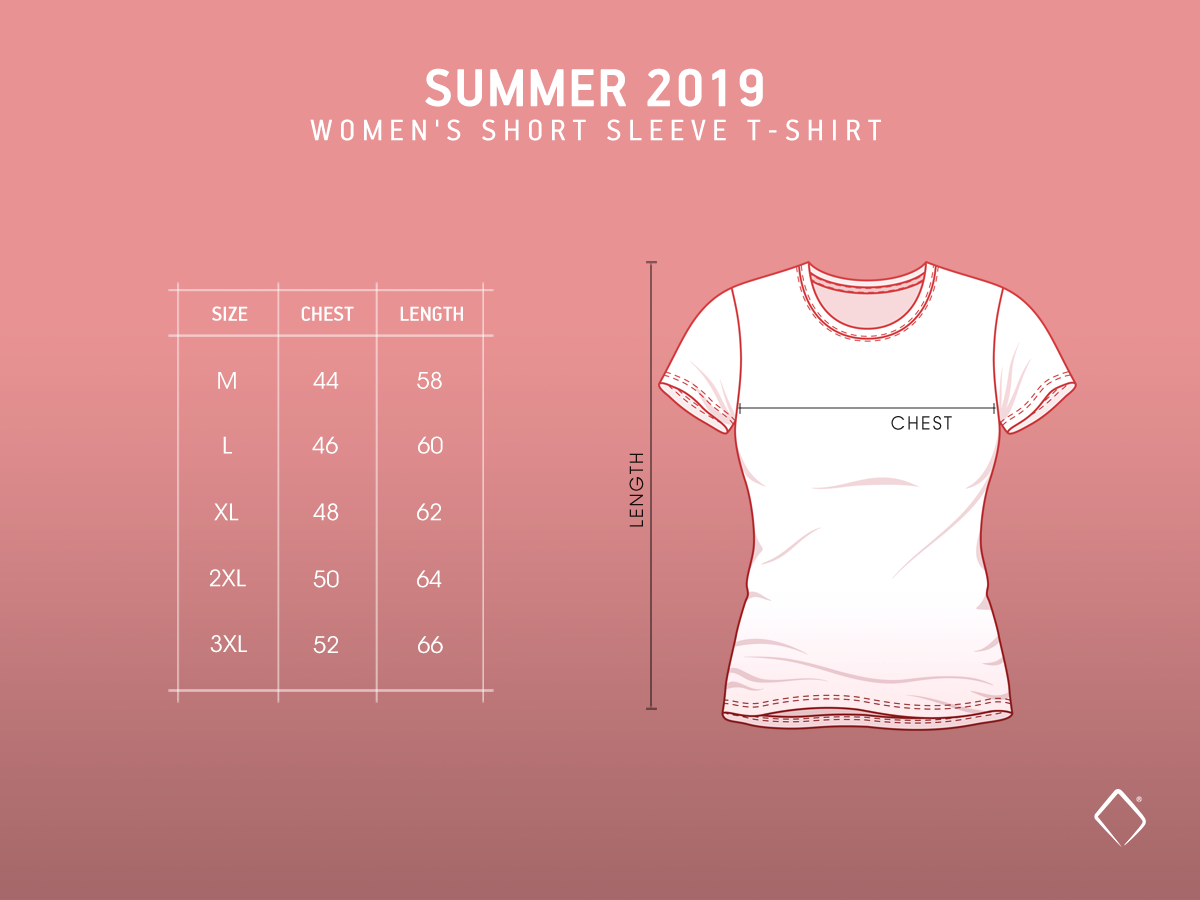 SUMMER 2019
WOMEN'S SHORT SLEEVE T-SHIRT
SIZE CHEST LENGTH
M 44 58
L 46 60
XL 48 62
2XL 50 64
3XL 52 66
LENGTH
CHEST
®